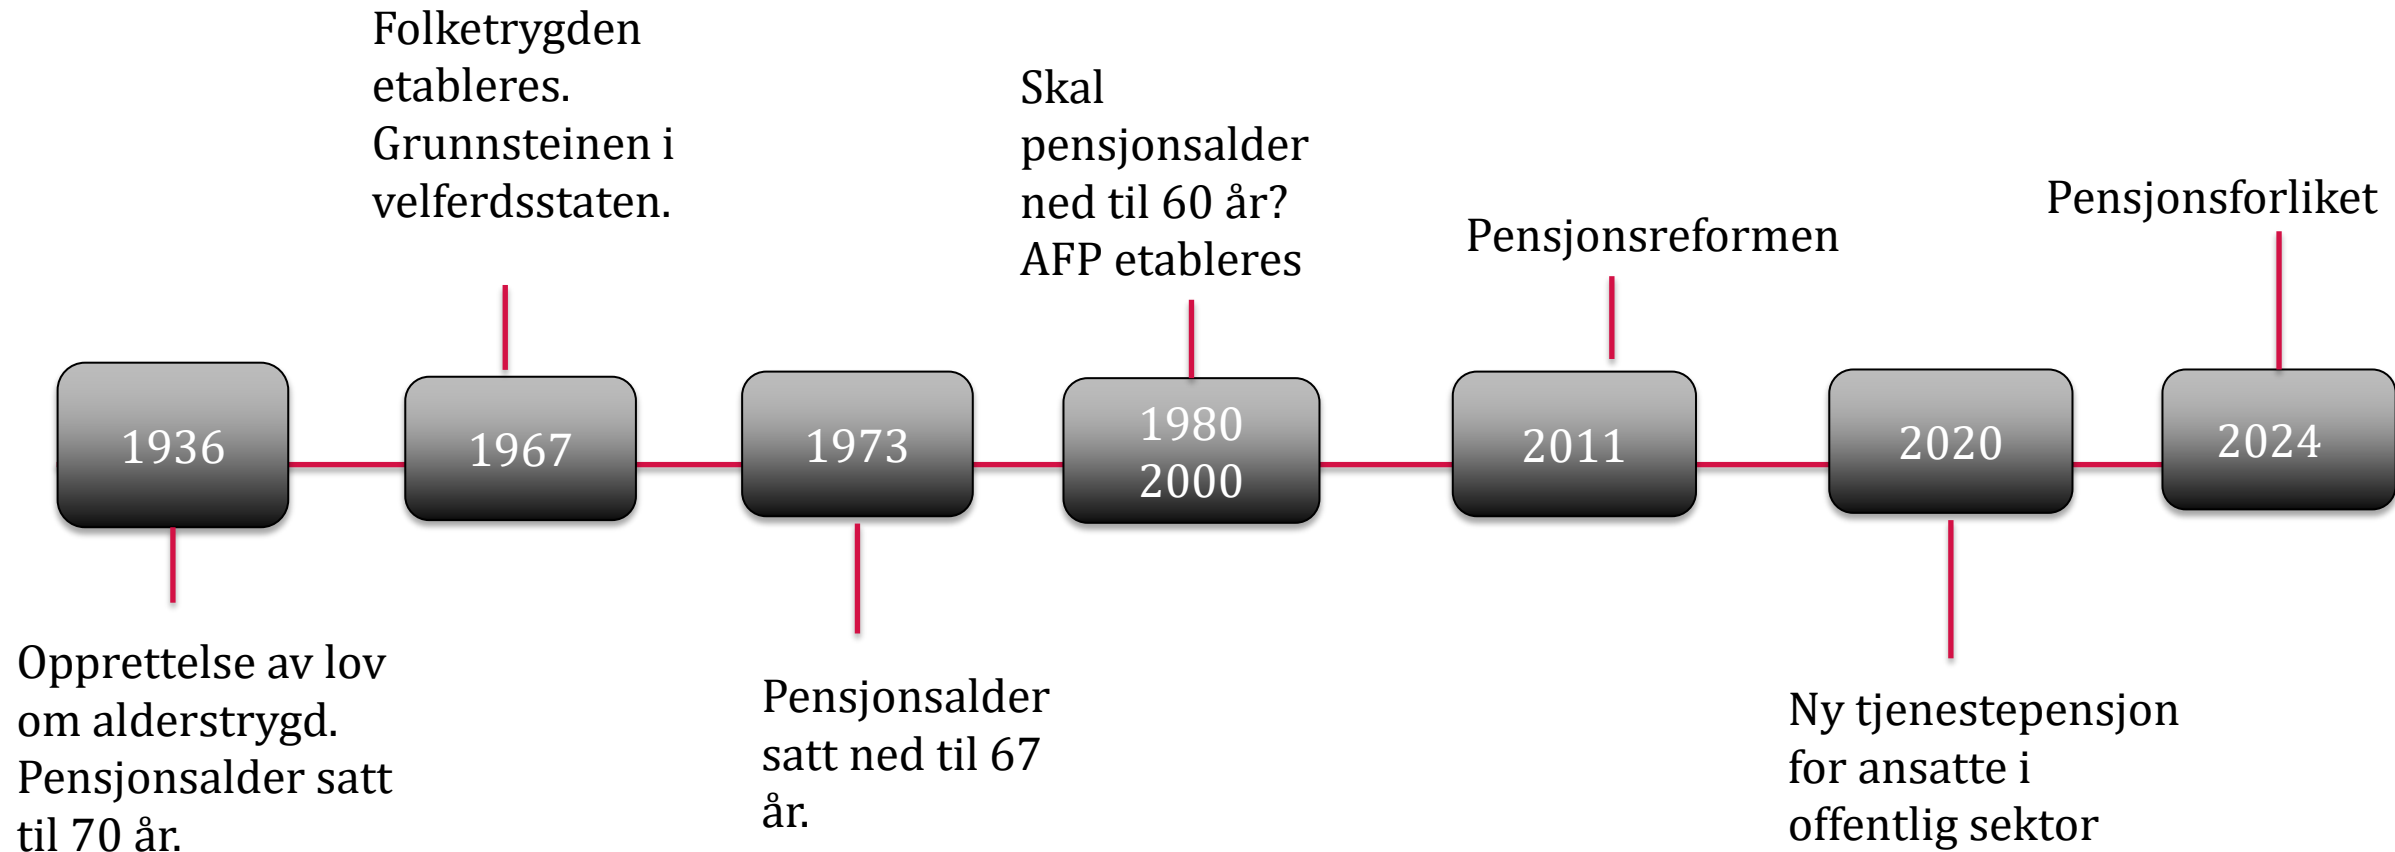 Folketrygden
etableres.
Grunnsteinen i
velferdsstaten.
Skal
pensjonsalder
ned til 60 år?
AFP etableres
Pensjonsreformen
Pensjonsforliket
1936
1967
1973
1980
2000
2011
2020
2024
Opprettelse av lov
om alderstrygd.
Pensjonsalder satt
til 70 år.
Pensjonsalder
satt ned til 67
år.
Ny tjenestepensjon
for ansatte i
offentlig sektor